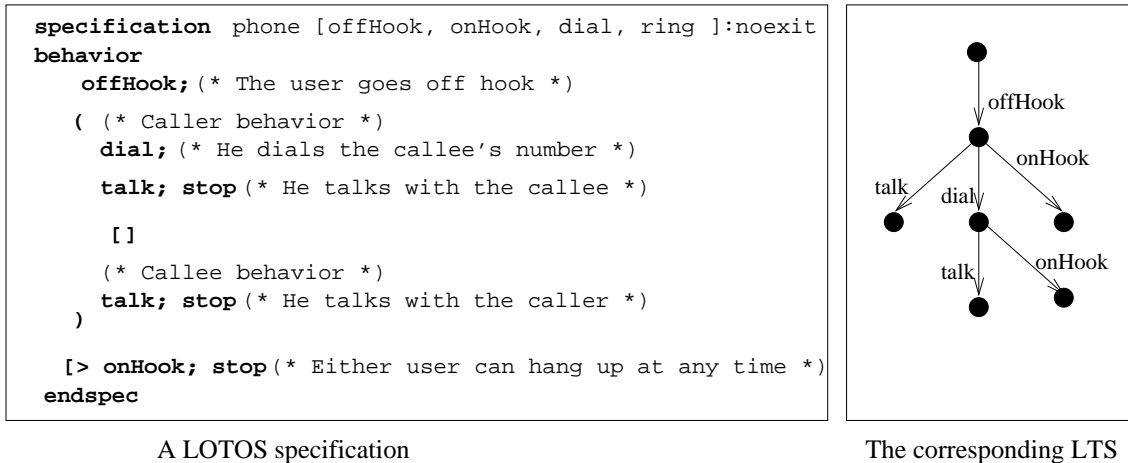 specification phone [offHook, onHook, dial, ring ]:noexit
behavior
offHook; (* The user goes off hook *)
( (* Caller behavior *)
dial; (* He dials the callee's number *)
talk; stop (* He talks with the callee *)
[]
(* Callee behavior *)
talk; stop (* He talks with the caller *)
)
[> onHook; stop (* Either user can hang up at any time *)
endspec
A LOTOS specification
offHook
onHook
talk
dial
talk
onHook
The corresponding LTS